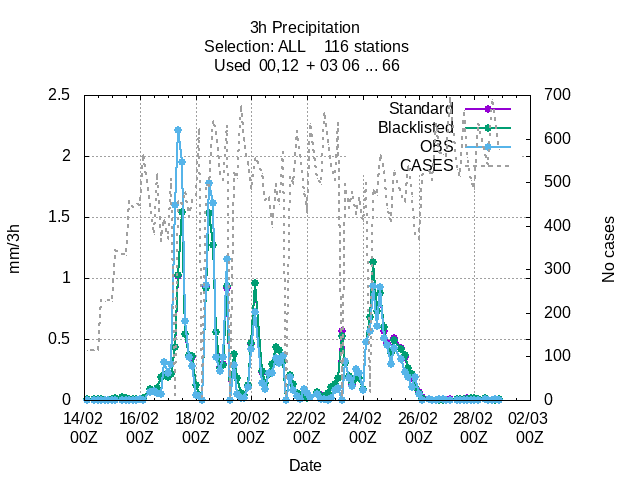 3h Precipitation
Selection: ALL 116 stations
Used 00,12 + 03 06 ... 66
2.5
2
1.5
1
0.5
0
mm/3h
700
600
500
400
300
200
100
0
No cases
Standard
Blacklisted
OBS
CASES
14/02 16/02 18/02 20/02 22/02 24/02 26/02 28/02 02/03
00Z 00Z 00Z 00Z 00Z 00Z 00Z 00Z 00Z
Date